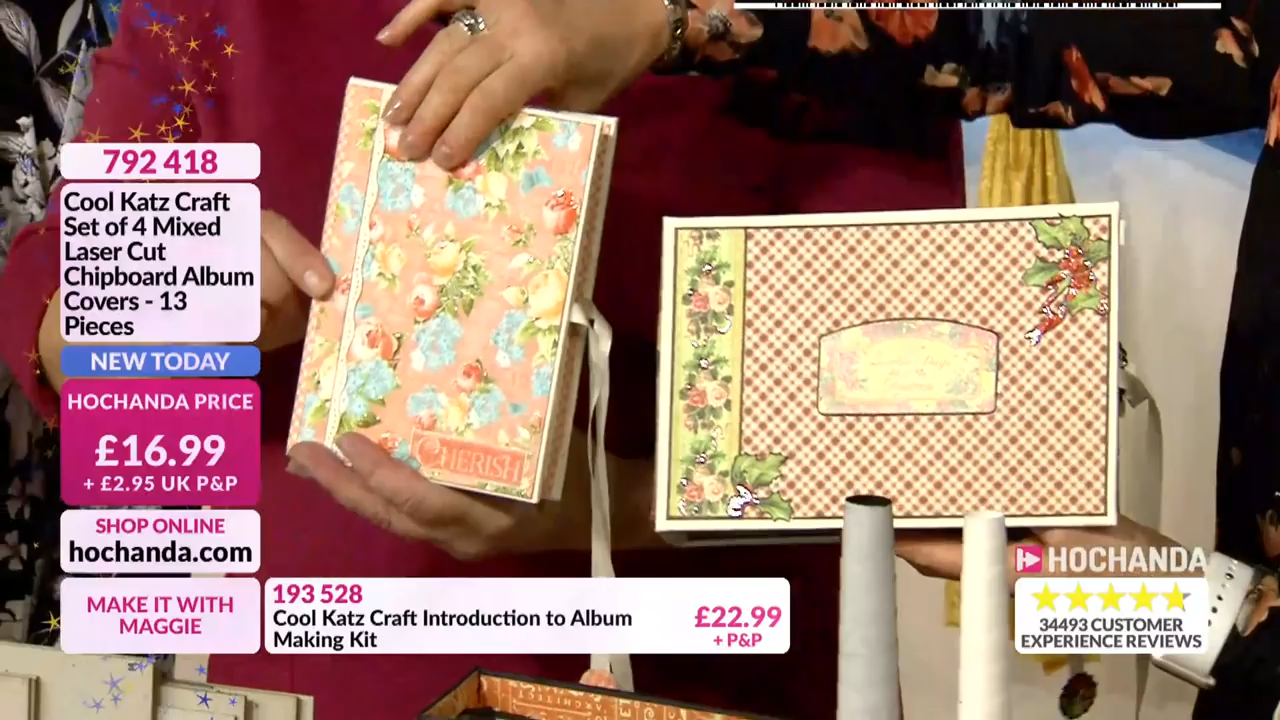 792 418
Cool Katz Craft
Set of 4 Mixed
Laser Cut
Chipboard Album
Covers - 13
Pieces
NEW TODAY
HOCHANDA PRICE
£16.99
+ £2.95 UK P&P
SHOP ONLINE
hochanda.com
MAKE IT WITH
MAGGIE
193 528
Cool Katz Craft Introduction to Album
Making Kit
£22.99
+ P&P
CHERISH
HOCHANDA
34493 CUSTOMER
EXPERIENCE REVIEWS